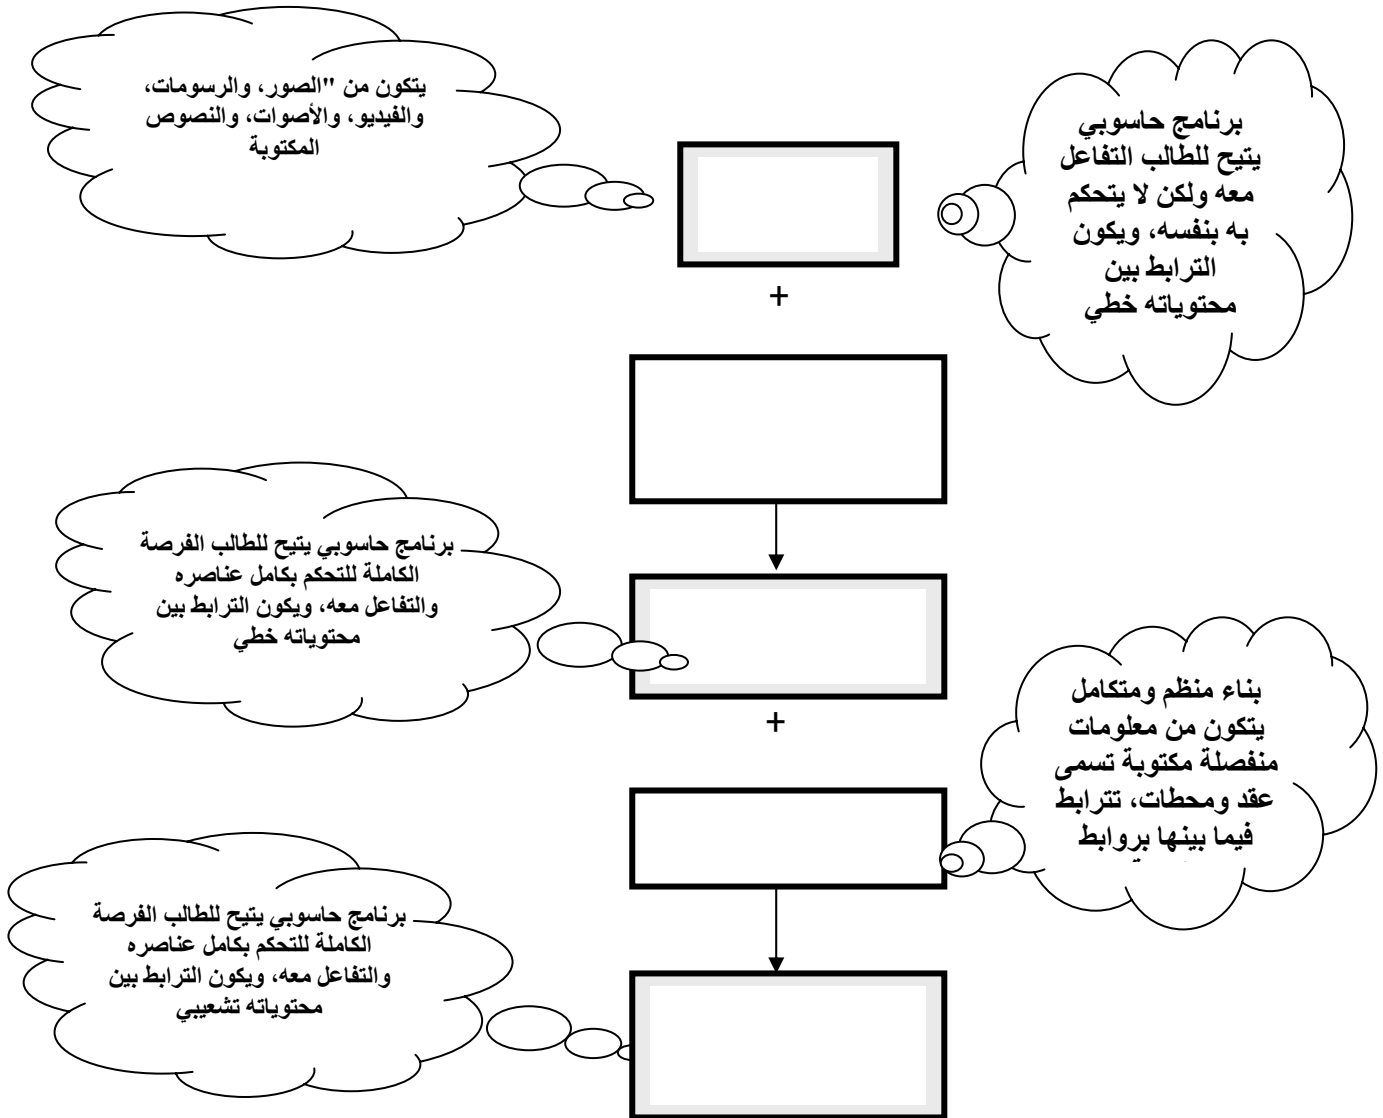 يتكون من "الصور، والرسومات،
والفيديو، والأصوات، والنصوص
المكتوبة
برنامج حاسوبي
يتيح للطالب التفاعل
معه ولكن لا يتحكم
به بنفسه، ويكون
الترابط بين
محتوياته خطي
+
برنامج حاسوبي يتيح للطالب الفرصة
الكاملة للتحكم بكامل عناصره
والتفاعل معه، ويكون الترابط بين
محتوياته خطي
+
بناء منظم ومتكامل
يتكون من معلومات
منفصلة مكتوبة تسمى
عقد ومحطات، تترابط
فيما بينها بروابط
برنامج حاسوبي يتيح للطالب الفرصة
الكاملة للتحكم بكامل عناصره
والتفاعل معه، ويكون الترابط بين
محتوياته تشعيبي